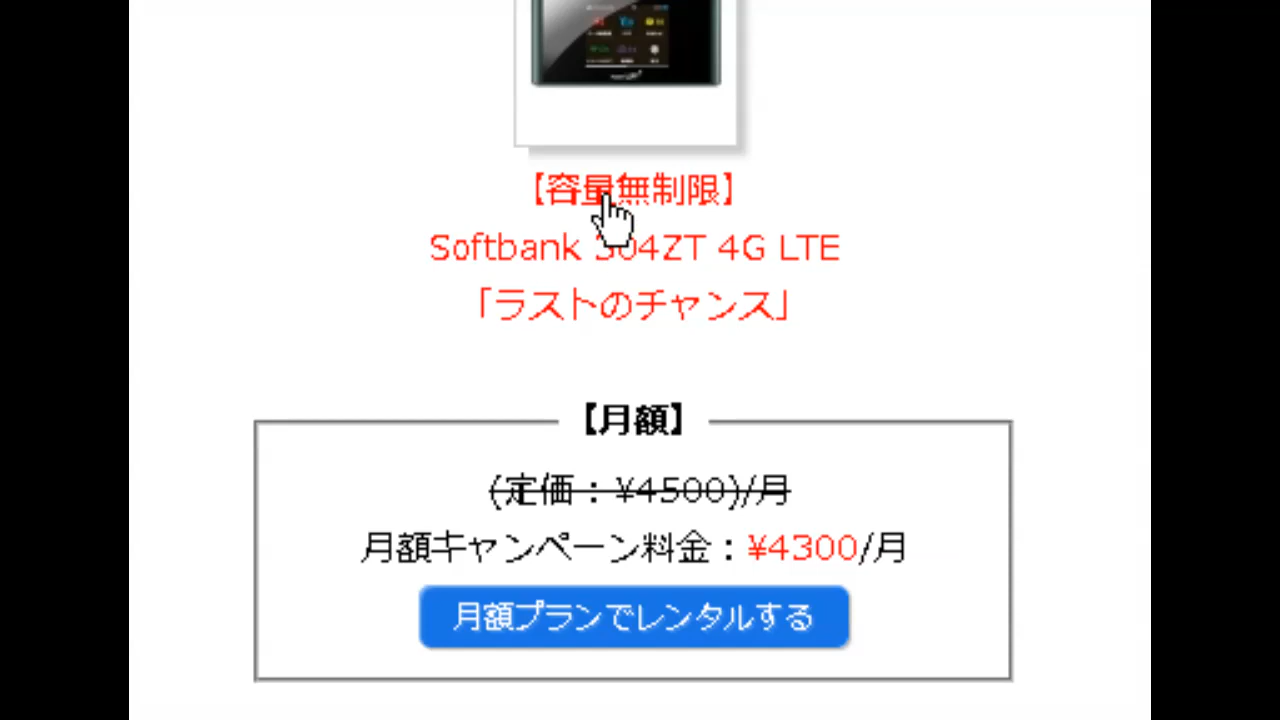 【容量無制限】
Softbank 304ZT 4G LTE
「ラストのチャンス」
【月額】
(定価：¥4500)/月
月額キャンペーン料金：¥4300/月
月額プランでレンタルする